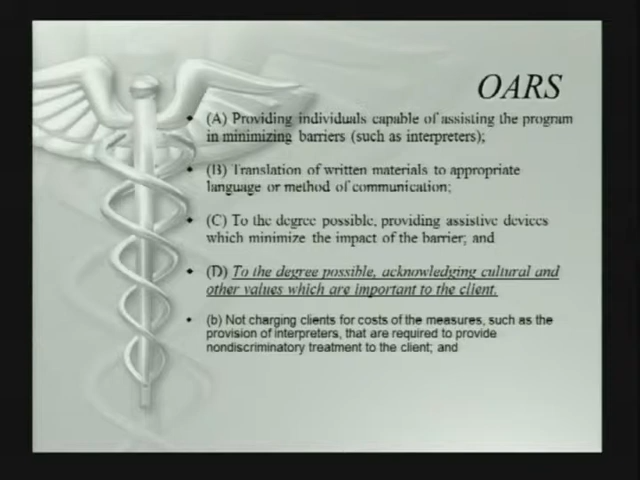 OARS
• (A) Providing individuals capable of assisting the program
in minimizing barriers (such as interpreters);
• (B) Translation of written materials to appropriate
language or method of communication;
• (C) To the degree possible, providing assistive devices
which minimize the impact of the barrier; and
• (D) To the degree possible, acknowledging cultural and
other values which are important to the client.
• (b) Not charging clients for costs of the measures, such as the
provision of interpreters, that are required to provide
nondiscriminatory treatment to the client; and